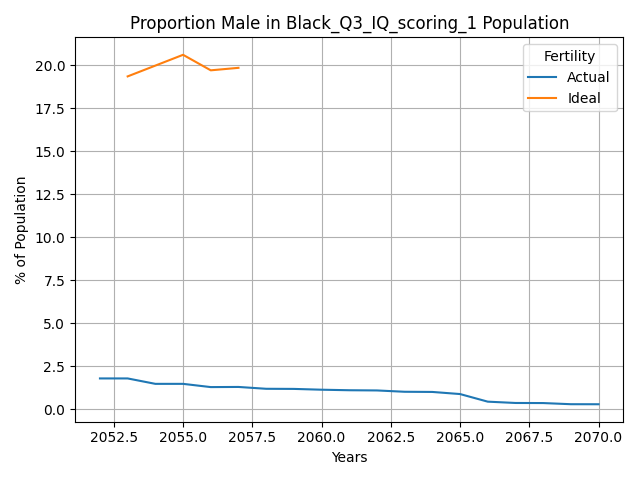 Proportion Male in Black_Q3_IQ_scoring_1 Population
Fertility
Actual
Ideal
% of Population
20.0
17.5
15.0
12.5
10.0
7.5
5.0
2.5
0.0
2052.5 2055.0 2057.5 2060.0 2062.5 2065.0 2067.5 2070.0
Years